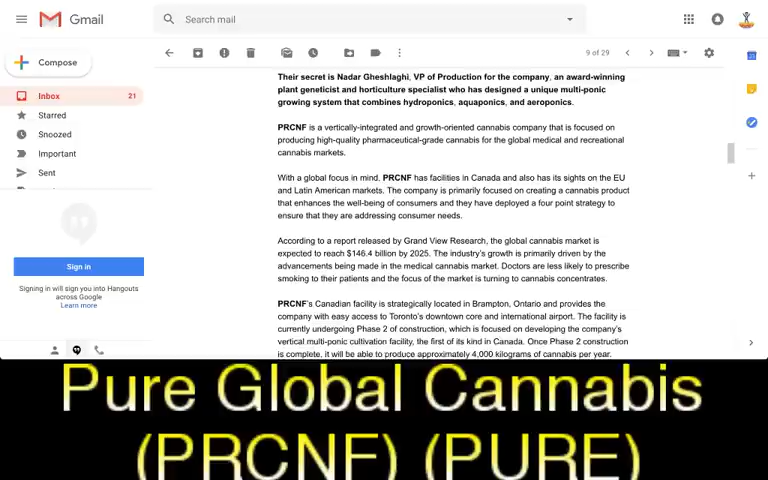 Gmail
Search mail
Compose
9 of 29
Inbox 21
Starred
Snoozed
Important
Sent
Sign in
Signing in will sign you into Hangouts
across Google
Learn more
Their secret is Nadar Gheshlaghi, VP of Production for the company, an award-winning
plant geneticist and horticulture specialist who has designed a unique multi-ponic
growing system that combines hydroponics, aquaponics, and aeroponics.
PRCNF is a vertically-integrated and growth-oriented cannabis company that is focused on
producing high-quality pharmaceutical-grade cannabis for the global medical and recreational
cannabis markets.
With a global focus in mind, PRCNF has facilities in Canada and also has its sights on the EU
and Latin American markets. The company is primarily focused on creating a cannabis product
that enhances the well-being of consumers and they have deployed a four point strategy to
ensure that they are addressing consumer needs.
According to a report released by Grand View Research, the global cannabis market is
expected to reach $146.4 billion by 2025. The industry's growth is primarily driven by the
advancements being made in the medical cannabis market. Doctors are less likely to prescribe
smoking to their patients and the focus of the market is turning to cannabis concentrates.
PRCNF's Canadian facility is strategically located in Brampton, Ontario and provides the
company with easy access to Toronto's downtown core and international airport. The facility is
currently undergoing Phase 2 of construction, which is focused on developing the company's
vertical multi-ponic cultivation facility, the first of its kind in Canada. Once Phase 2 construction
is complete, it will be able to produce approximately 4,000 kilograms of cannabis per year.
Pure Global Cannabis
(PRCNF) (PURE)